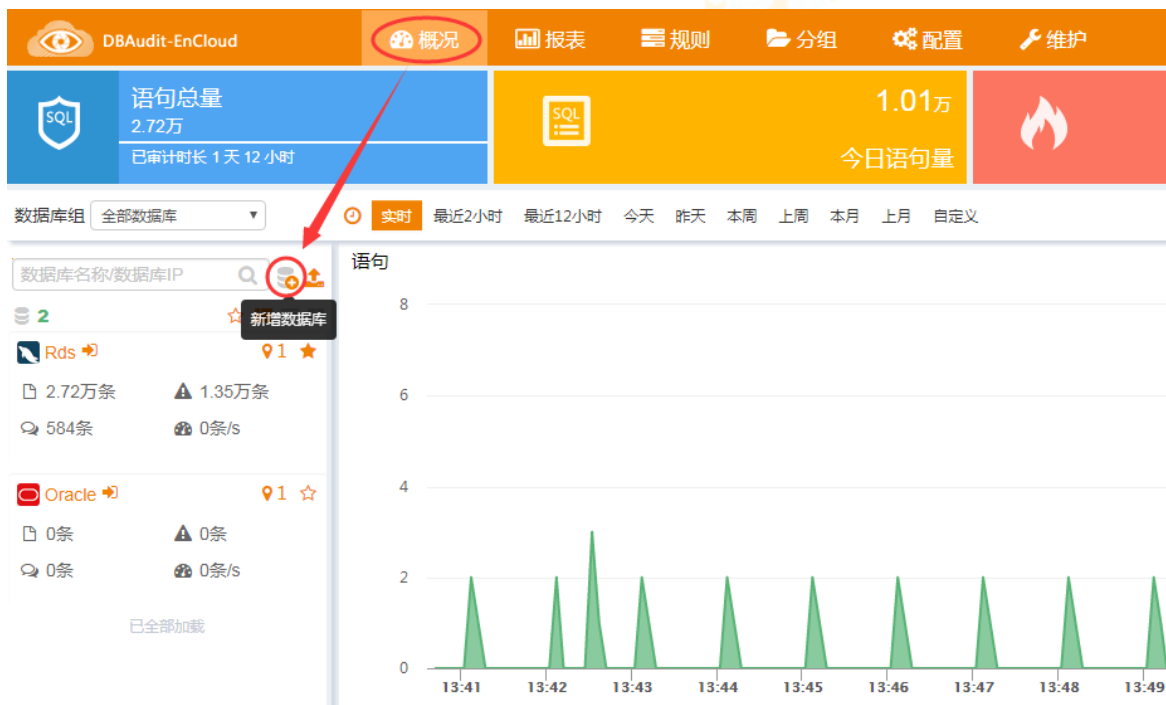 DBAudit-EnCloud 概况 报表 规则 分组 配置 维护
SQL
语句总量
2.72万
已审计时长 1 天 12 小时
SQL
1.01万
今日语句量
数据库组 全部数据库 实时 最近2小时 最近12小时 今天 昨天 本周 上周 本月 上月 自定义
数据库名称/数据库IP
新增数据库
2
Rds 1
2.72万条 1.35万条
584条 0条/s
Oracle 1
0条 0条
0条 0条/s
已全部加载
语句
8
6
4
2
0
13:41 13:42 13:43 13:44 13:45 13:46 13:47 13:48 13:49